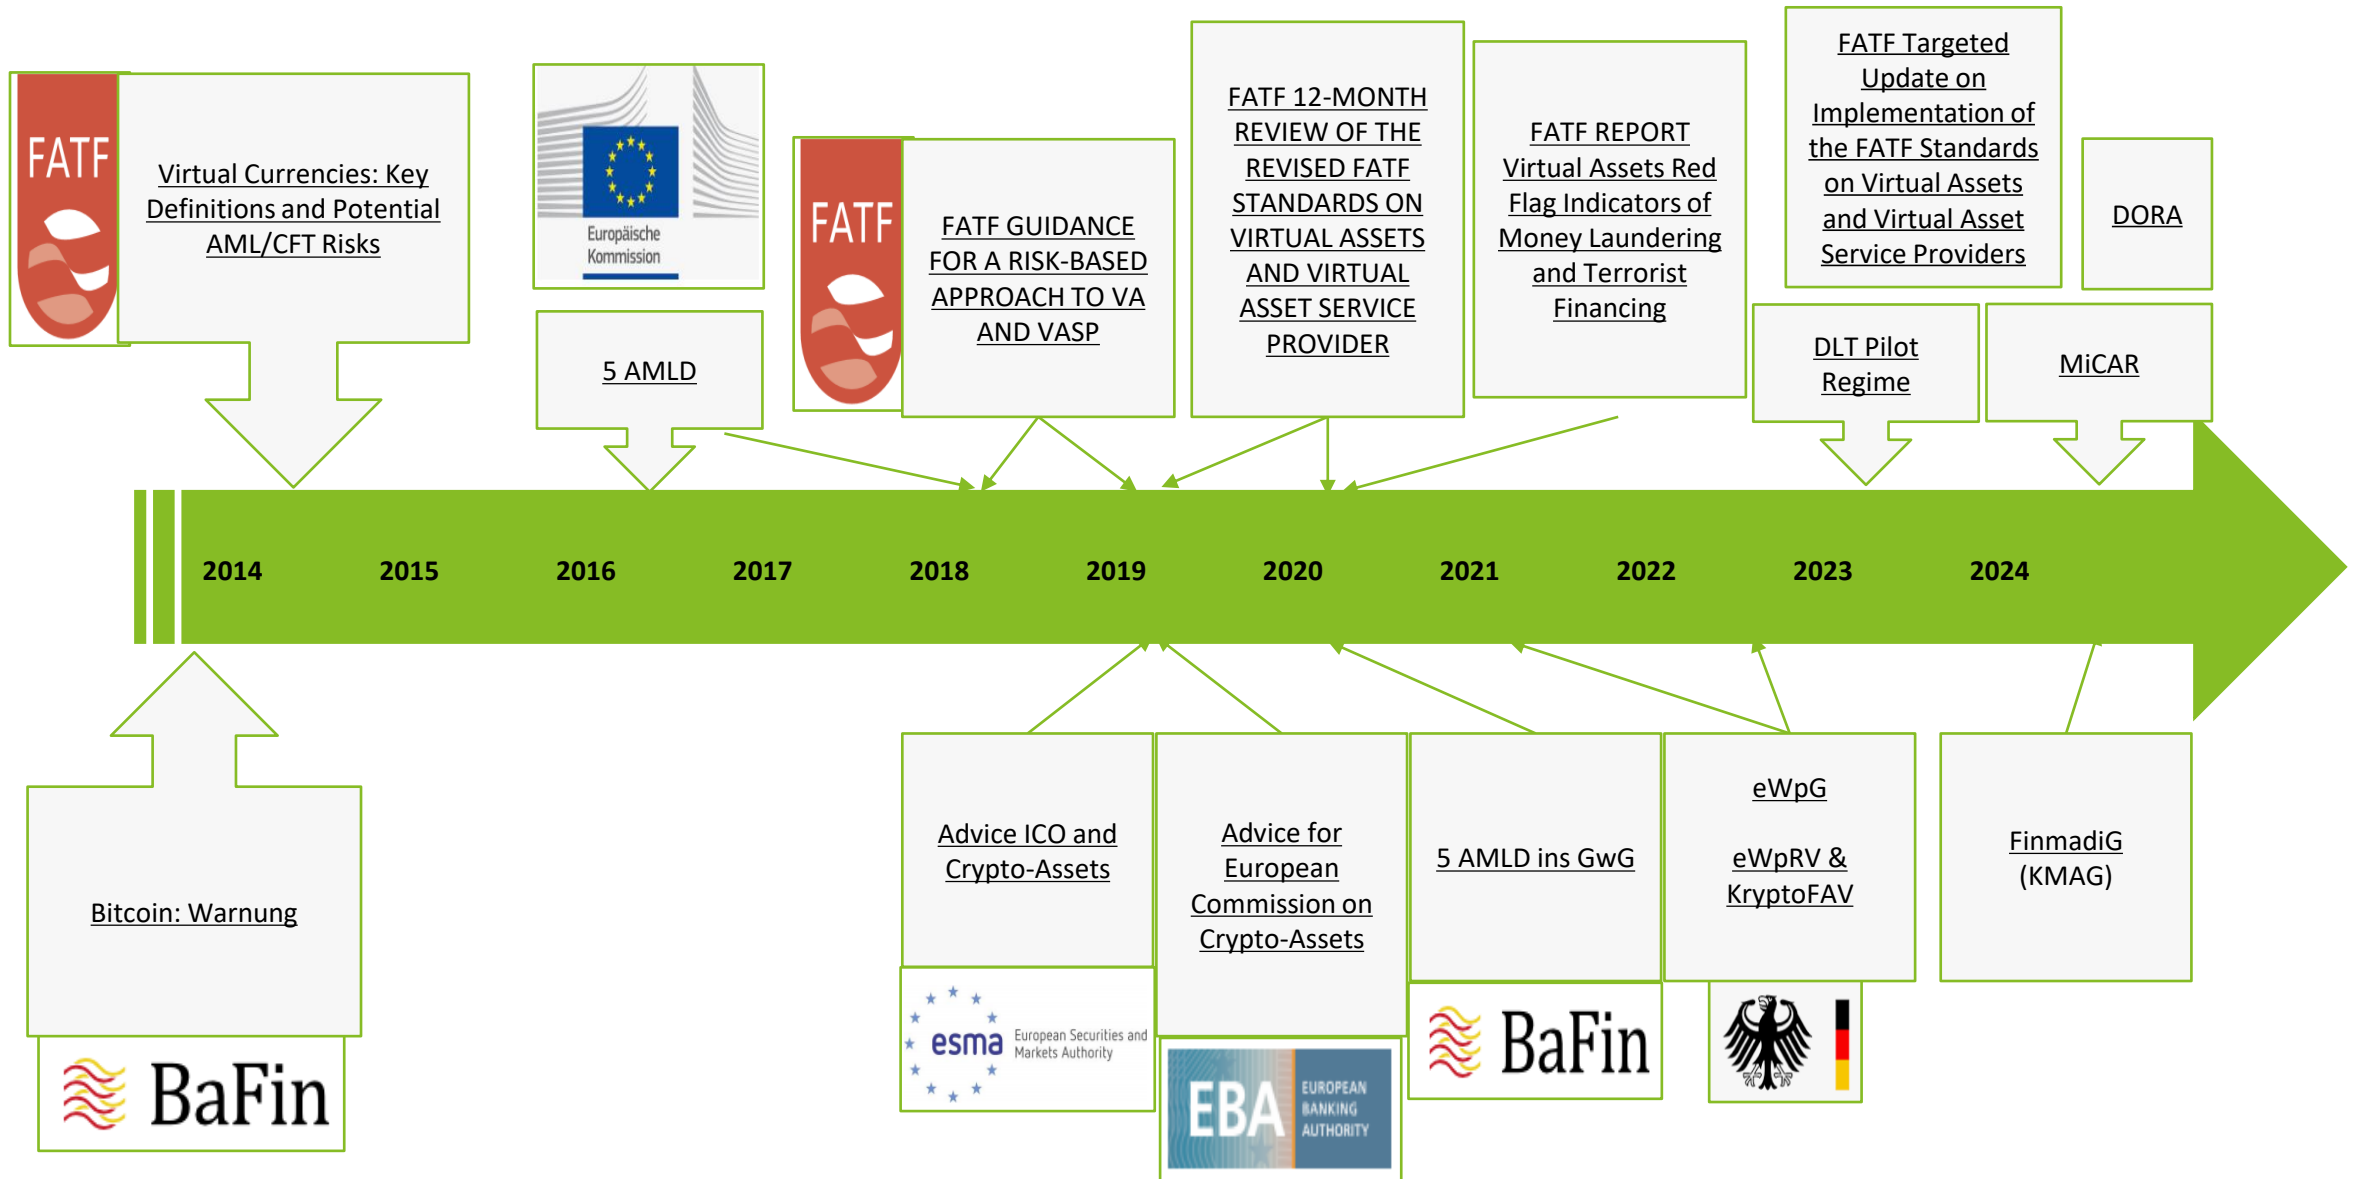 FATF
Virtual Currencies: Key
Definitions and Potential
AML/CFT Risks
Europäische
Kommission
5 AMLD
FATF
FATF GUIDANCE
FOR A RISK-BASED
APPROACH TO VA
AND VASP
FATF 12-MONTH
REVIEW OF THE
REVISED FATF
STANDARDS ON
VIRTUAL ASSETS
AND VIRTUAL
ASSET SERVICE
PROVIDER
FATF REPORT
Virtual Assets Red
Flag Indicators of
Money Laundering
and Terrorist
Financing
FATF Targeted
Update on
Implementation of
the FATF Standards
on Virtual Assets
and Virtual Asset
Service Providers
DORA
DLT Pilot
Regime
MiCAR
2014
2015
2016
2017
2018
2019
2020
2021
2022
2023
2024
Bitcoin: Warnung
BaFin
Advice ICO and
Crypto-Assets
esma
European Securities and
Markets Authority
Advice for
European
Commission on
Crypto-Assets
EBA
EUROPEAN
BANKING
AUTHORITY
5 AMLD ins GwG
BaFin
eWpG
eWpRV &
KryptoFAV
FinmadiG
(KMAG)